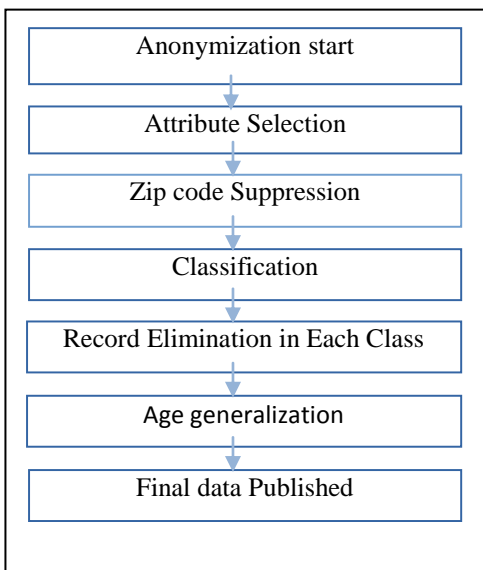 Anonymization start
Attribute Selection
Zip code Suppression
Classification
Record Elimination in Each Class
Age generalization
Final data Published